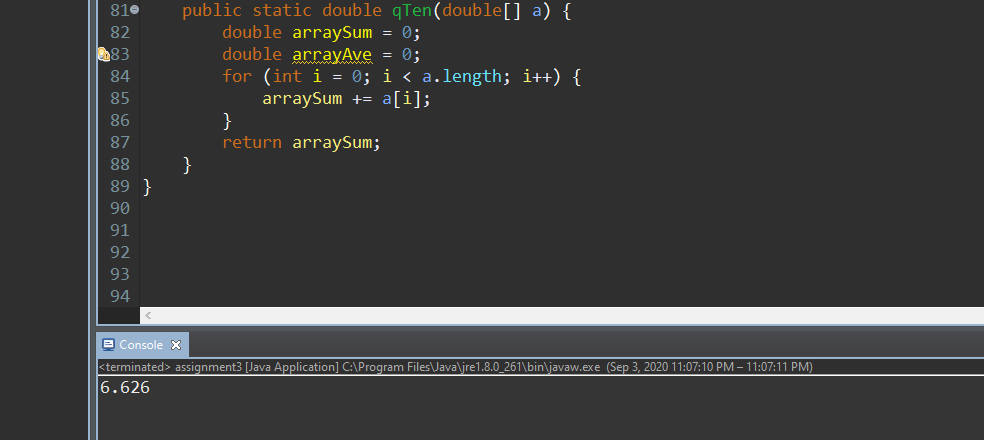 81 public static double qTen(double[] a) {
82 double arraySum = 0;
83 double arrayAve = 0;
84 for (int i = 0; i < a.length; i++) {
85 arraySum += a[i];
86 }
87 return arraySum;
88 }
89 }
90
91
92
93
94
Console
<terminated> assignment3 [Java Application] C:\Program Files\Java\jre1.8.0_261\bin\javaw.exe (Sep 3, 2020 11:07:10 PM – 11:07:11 PM)
6.626